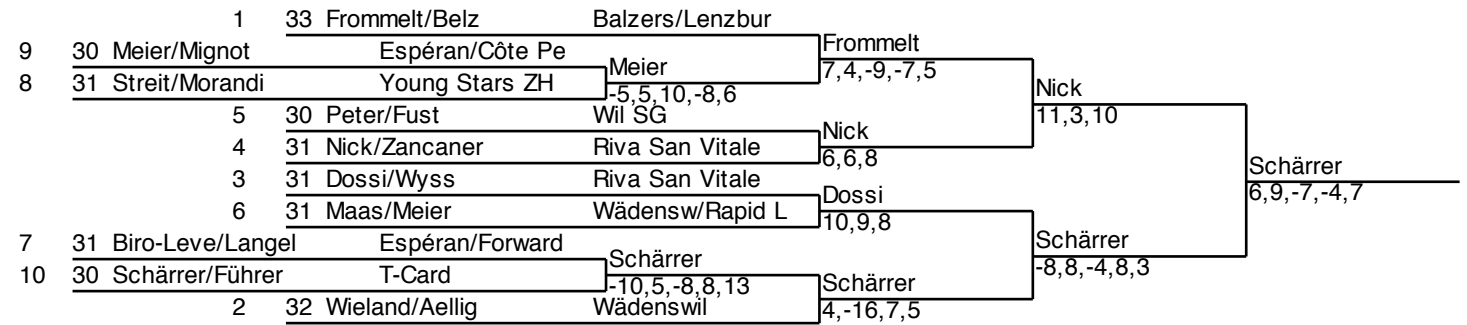 1 33 Frommelt/Belz Balzers/Lenzbur
Frommelt
9 30 Meier/Mignot Espéran/Côte Pe
Meier
7,4,-9,-7,5
8 31 Streit/Morandi Young Stars ZH
Nick
-5,5,10,-8,6
5 30 Peter/Fust Wil SG
11,3,10
Nick
4 31 Nick/Zancaner Riva San Vitale
6,6,8
Schärrer
3 31 Dossi/Wyss Riva San Vitale
Dossi
6,9,-7,-4,7
6 31 Maas/Meier Wädensw/Rapid L
10,9,8
7 31 Biro-Leve/Langel Espéran/Forward
Schärrer
Schärrer
-8,8,-4,8,3
10 30 Schärrer/Führer T-Card
-10,5,-8,8,13
Schärrer
2 32 Wieland/Aellig Wädenswil
4,-16,7,5